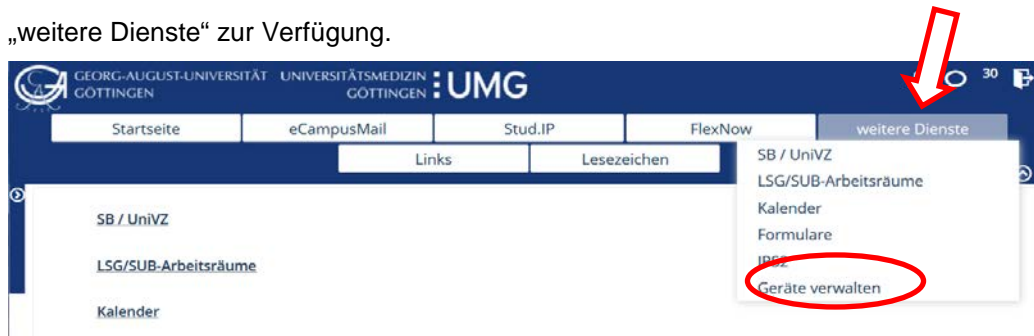 „weitere Dienste“ zur Verfügung.
GEORG-AUGUST-UNIVERSITÄT UNIVERSITÄTSMEDIZIN
GÖTTINGEN GÖTTINGEN : UMG
30
Startseite eCampusMail Stud.IP FlexNow weitere Dienste
Links Lesezeichen
SB / UniVZ
LSG/SUB-Arbeitsräume
Kalender
Formulare
Geräte verwalten
SB / UniVZ
LSG/SUB-Arbeitsräume
Kalender